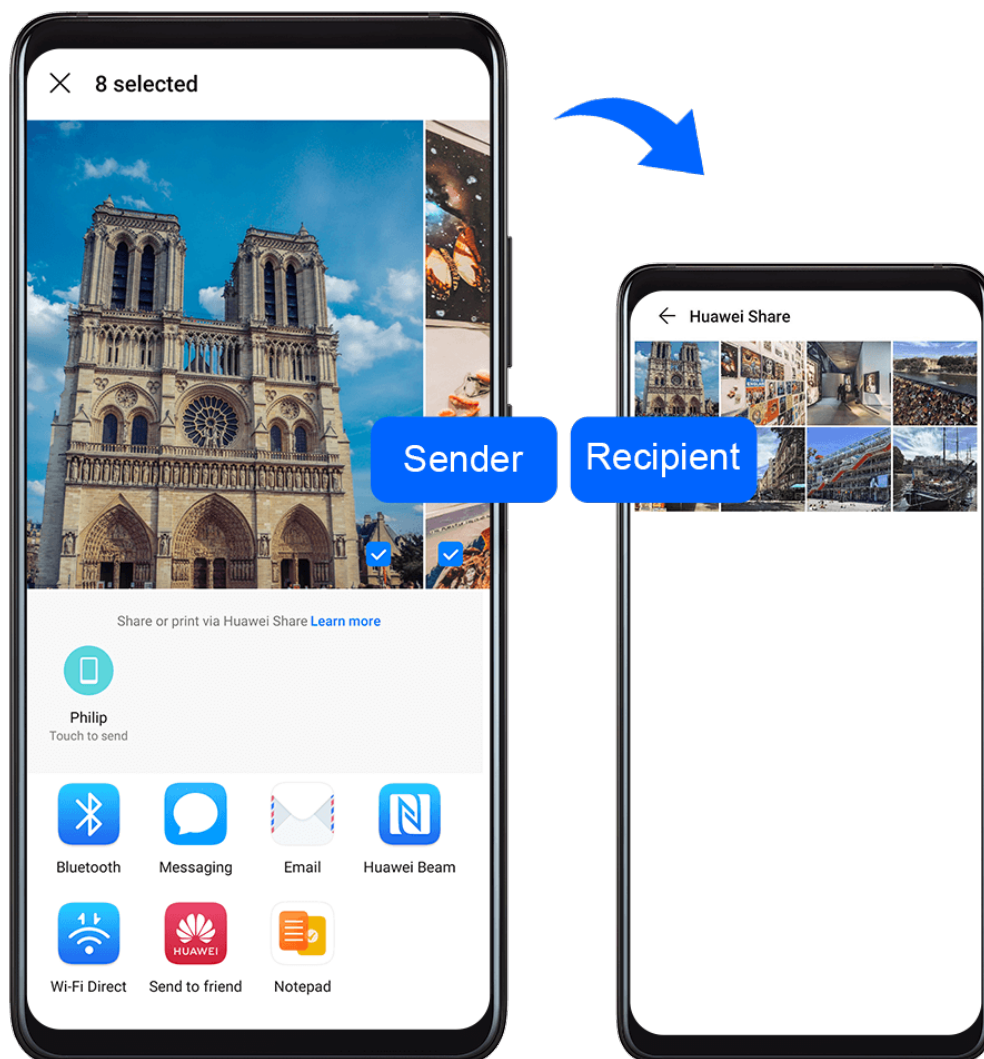 8 selected
Share or print via Huawei Share Learn more
Philip
Touch to send
Bluetooth
Messaging
Email
Huawei Beam
HUAWEI
Wi-Fi Direct
Send to friend
Notepad
Sender
Recipient
Huawei Share